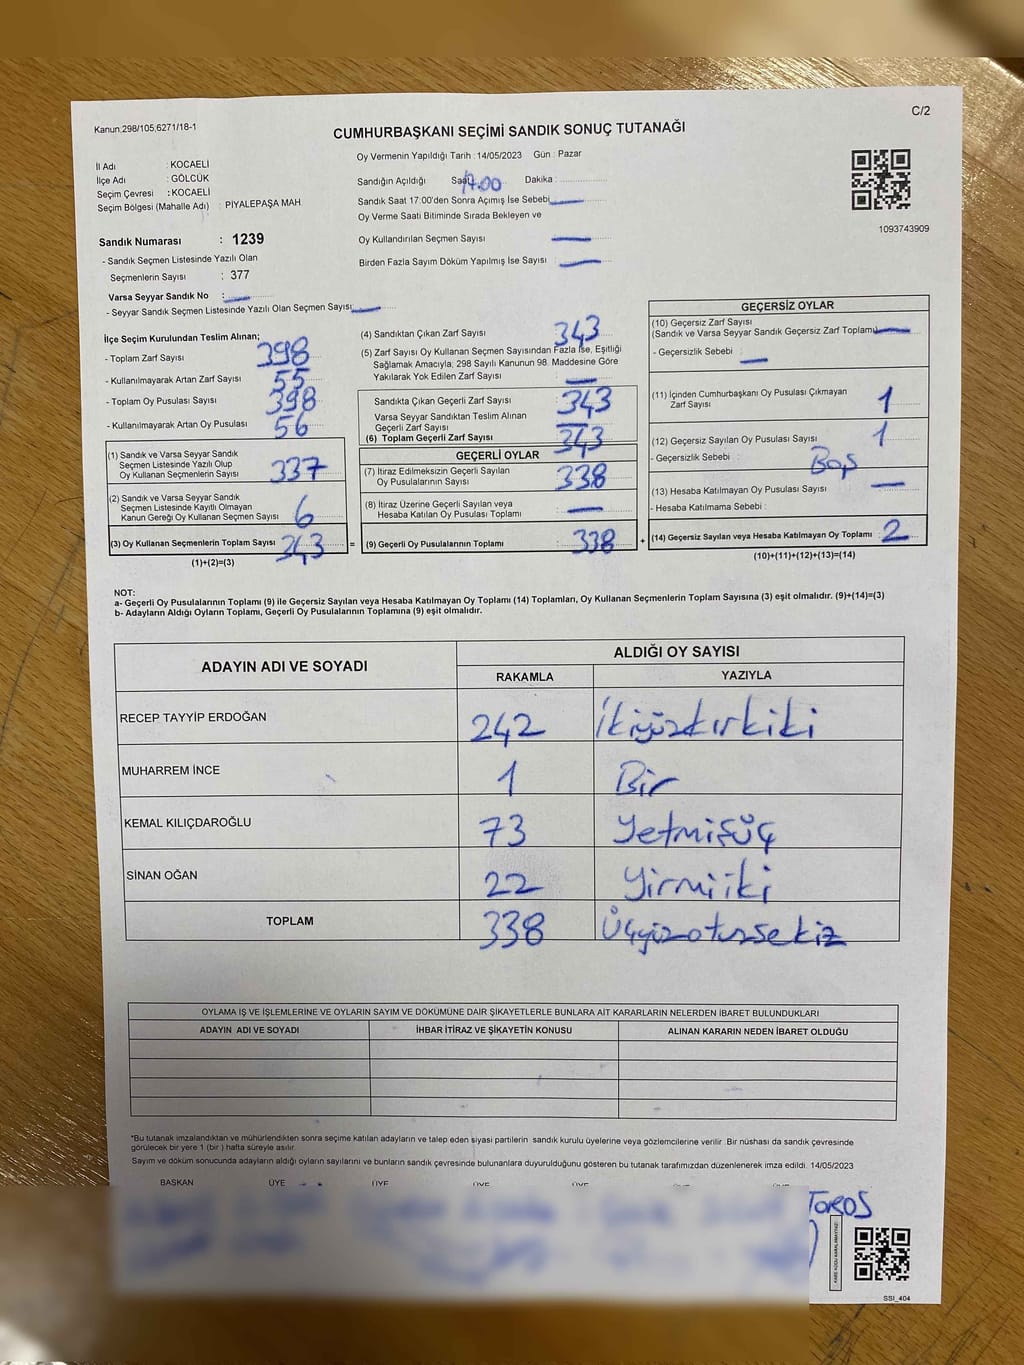 Kanun:298/105,6271/18-1
C/2
CUMHURBAŞKANI SEÇİMİ SANDIK SONUÇ TUTANAĞI
İl Adı : KOCAELİ
İlçe Adı : GÖLCÜK
Seçim Çevresi : KOCAELİ
Seçim Bölgesi (Mahalle Adı) : PİYALEPAŞA MAH
Sandık Numarası : 1239
- Sandık Seçmen Listesinde Yazılı Olan
Seçmenlerin Sayısı : 377
Varsa Seyyar Sandık No :
- Seyyar Sandık Seçmen Listesinde Yazılı Olan Seçmen Sayısı:
Oy Vermenin Yapıldığı Tarih : 14/05/2023 Gün : Pazar
Sandığın Açıldığı Saat 17.00 Dakika :
Sandık Saat 17:00'den Sonra Açımış İse Sebebi
Oy Verme Saati Bitiminde Sırada Bekleyen ve
Oy Kullandırılan Seçmen Sayısı
Birden Fazla Sayım Döküm Yapılmış İse Sayısı
1093743909
İlçe Seçim Kurulundan Teslim Alınan;
- Toplam Zarf Sayısı 398
- Kullanılmayarak Artan Zarf Sayısı 55
- Toplam Oy Pusulası Sayısı 398
- Kullanılmayarak Artan Oy Pusulası 56
(1) Sandık ve Varsa Seyyar Sandık
Seçmen Listesinde Yazılı Olup
Oy Kullanan Seçmenlerin Sayısı 337
(2) Sandık ve Varsa Seyyar Sandık
Seçmen Listesinde Kayıtlı Olmayan
Kanun Gereği Oy Kullanan Seçmen Sayısı 6
(3) Oy Kullanan Seçmenlerin Toplam Sayısı 343 =
(1)+(2)=(3)
(4) Sandıktan Çıkan Zarf Sayısı 343
(5) Zarf Sayısı Oy Kullanan Seçmen Sayısından Fazla İse, Eşitliği
Sağlamak Amacıyla, 298 Sayılı Kanunun 98. Maddesine Göre
Yakılarak Yok Edilen Zarf Sayısı
Sandıkta Çıkan Geçerli Zarf Sayısı 343
Varsa Seyyar Sandıktan Teslim Alınan
Geçerli Zarf Sayısı
(6) Toplam Geçerli Zarf Sayısı 343
GEÇERLİ OYLAR
(7) İtiraz Edilmeksizin Geçerli Sayılan
Oy Pusulalarının Sayısı 338
(8) İtiraz Üzerine Geçerli Sayılan veya
Hesaba Katılan Oy Pusulası Toplamı
(9) Geçerli Oy Pusulalarının Toplamı 338 +
GEÇERSİZ OYLAR
(10) Geçersiz Zarf Sayısı
(Sandık ve Varsa Seyyar Sandık Geçersiz Zarf Toplamı)
- Geçersizlik Sebebi :
(11) İçinden Cumhurbaşkanı Oy Pusulası Çıkmayan
Zarf Sayısı 1
(12) Geçersiz Sayılan Oy Pusulası Sayısı 1
- Geçersizlik Sebebi : Boş
(13) Hesaba Katılmayan Oy Pusulası Sayısı
- Hesaba Katılmama Sebebi :
(14) Geçersiz Sayılan veya Hesaba Katılmayan Oy Toplamı : 2
(10)+(11)+(12)+(13)=(14)
NOT:
a- Geçerli Oy Pusulalarının Toplamı (9) ile Geçersiz Sayılan veya Hesaba Katılmayan Oy Toplamı (14) Toplamları, Oy Kullanan Seçmenlerin Toplam Sayısına (3) eşit olmalıdır. (9)+(14)=(3)
b- Adayların Aldığı Oyların Toplamı, Geçerli Oy Pusulalarının Toplamına (9) eşit olmalıdır.
ADAYIN ADI VE SOYADI ALDIĞI OY SAYISI
RAKAMLA YAZIYLA
RECEP TAYYİP ERDOĞAN 242 İkiyüzkırkiki
MUHARREM İNCE 1 Bir
KEMAL KILIÇDAROĞLU 73 Yetmişüç
SİNAN OĞAN 22 Yirmiiki
TOPLAM 338 Üçyüzotuzsekiz
OYLAMA İŞ VE İŞLEMLERİNE VE OYLARIN SAYIM VE DÖKÜMÜNE DAİR ŞİKAYETLERLE BUNLARA AİT KARARLARIN NELERDEN İBARET BULUNDUKLARI
ADAYIN ADI VE SOYADI İHBAR İTİRAZ VE ŞİKAYETİN KONUSU ALINAN KARARIN NEDEN İBARET OLDUĞU
*Bu tutanak imzalandıktan ve mühürlendikten sonra seçime katılan adayların ve talep eden siyasi partilerin sandık kurulu üyelerine veya gözlemcilerine verilir. Bir nüshası da sandık çevresinde
görülecek bir yere 1 (bir ) hafta süreyle asılır.
Sayım ve döküm sonucunda adayların aldığı oyların sayılarını ve bunların sandık çevresinde bulunanlara duyurulduğunu gösteren bu tutanak tarafımızdan düzenlenerek imza edildi. 14/05/2023
BAŞKAN ÜYE ÜYE ÜYE ÜYE ÜYE
TOROS
SSI_404